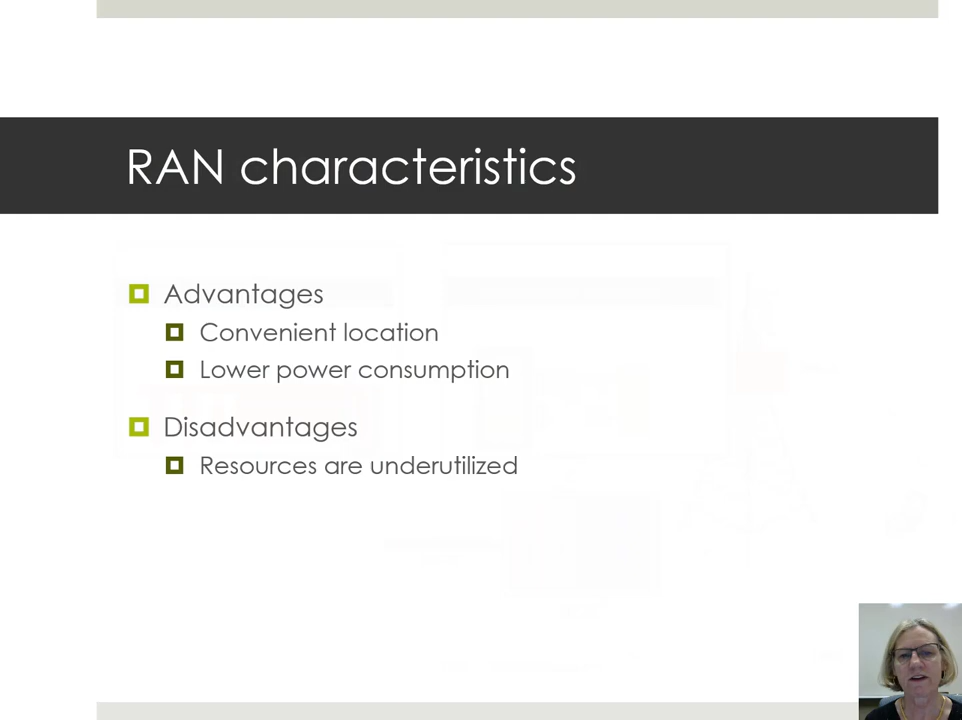 RAN characteristics
Advantages
Convenient location
Lower power consumption
Disadvantages
Resources are underutilized